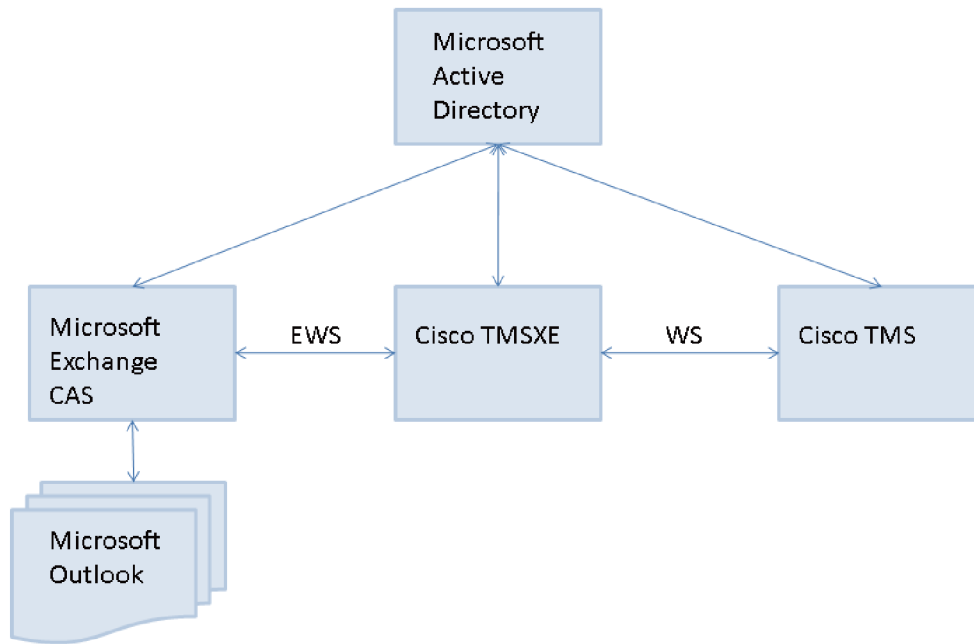 Microsoft
Active
Directory
Microsoft
Exchange
CAS
EWS
Cisco TMSXE
WS
Cisco TMS
Microsoft
Outlook